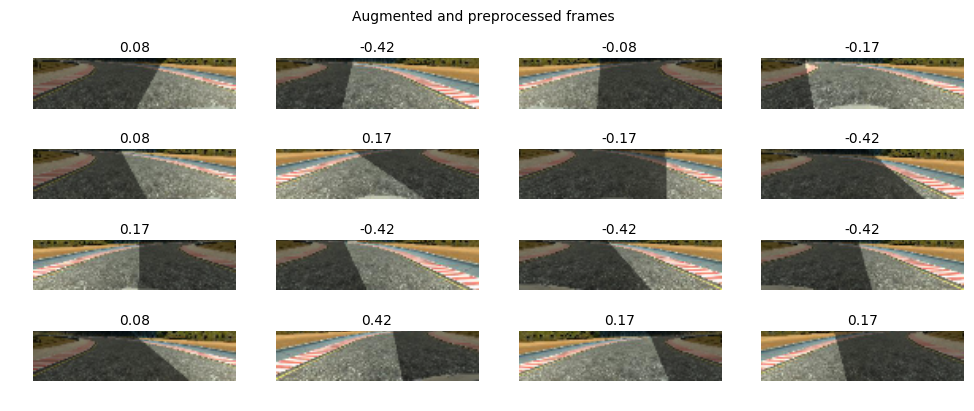 Augmented and preprocessed frames
0.08 -0.42 -0.08 -0.17
0.08 0.17 -0.17 -0.42
0.17 -0.42 -0.42 -0.42
0.08 0.42 0.17 0.17